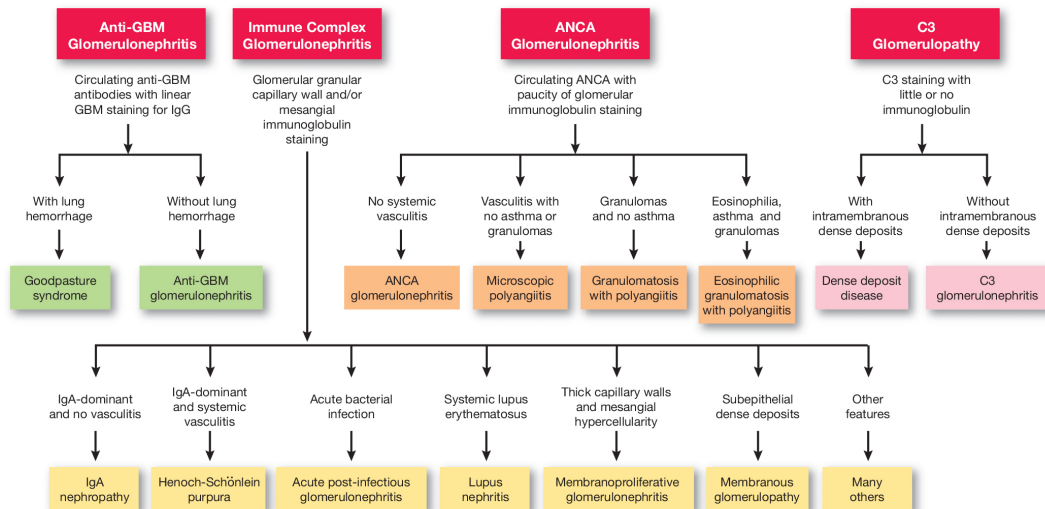 Anti-GBM
Glomerulonephritis
Immune Complex
Glomerulonephritis
ANCA
Glomerulonephritis
C3
Glomerulopathy
Circulating anti-GBM
antibodies with linear
GBM staining for IgG
Glomerular granular
capillary wall and/or
mesangial
immunoglobulin
staining
Circulating ANCA with
paucity of glomerular
immunoglobulin staining
C3 staining with
little or no
immunoglobulin
With lung
hemorrhage
Without lung
hemorrhage
No systemic
vasculitis
Vasculitis with
no asthma or
granulomas
Granulomas
and no asthma
Eosinophilia,
asthma and
granulomas
With
intramembranous
dense deposits
Without
intramembranous
dense deposits
Goodpasture
syndrome
Anti-GBM
glomerulonephritis
ANCA
glomerulonephritis
Microscopic
polyangiitis
Granulomatosis
with polyangiitis
Eosinophilic
granulomatosis
with polyangiitis
Dense deposit
disease
C3
glomerulonephritis
IgA-dominant
and no vasculitis
IgA-dominant
and systemic
vasculitis
Acute bacterial
infection
Systemic lupus
erythematosus
Thick capillary walls
and mesangial
hypercellularity
Subepithelial
dense deposits
Other
features
IgA
nephropathy
Henoch-Schönlein
purpura
Acute post-infectious
glomerulonephritis
Lupus
nephritis
Membranoproliferative
glomerulonephritis
Membranous
glomerulopathy
Many
others